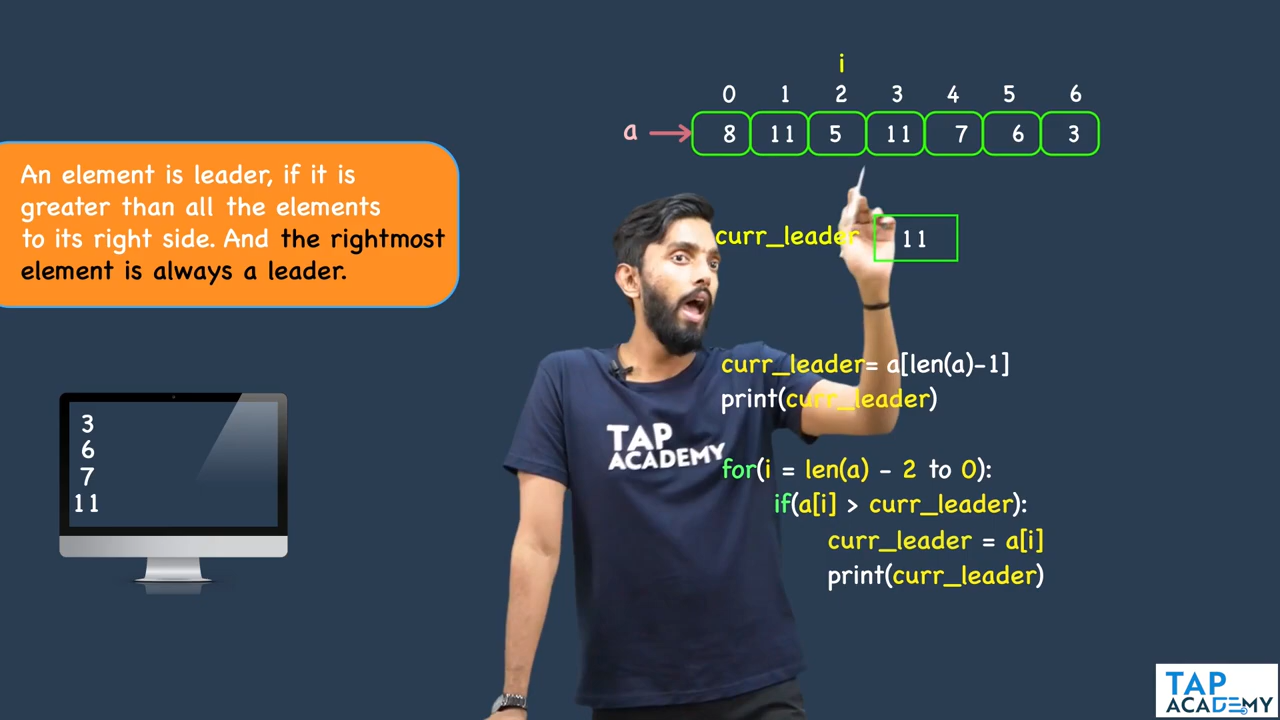 i
0 1 2 3 4 5 6
a 8 11 5 11 7 6 3
An element is leader, if it is
greater than all the elements
to its right side. And the rightmost
element is always a leader.
curr_leader 11
3
6
7
11
curr_leader= a[len(a)-1]
print(curr_leader)
for(i = len(a) - 2 to 0):
if(a[i] > curr_leader):
curr_leader = a[i]
print(curr_leader)
TAP
ACADEMY
TAP
ACADEMY